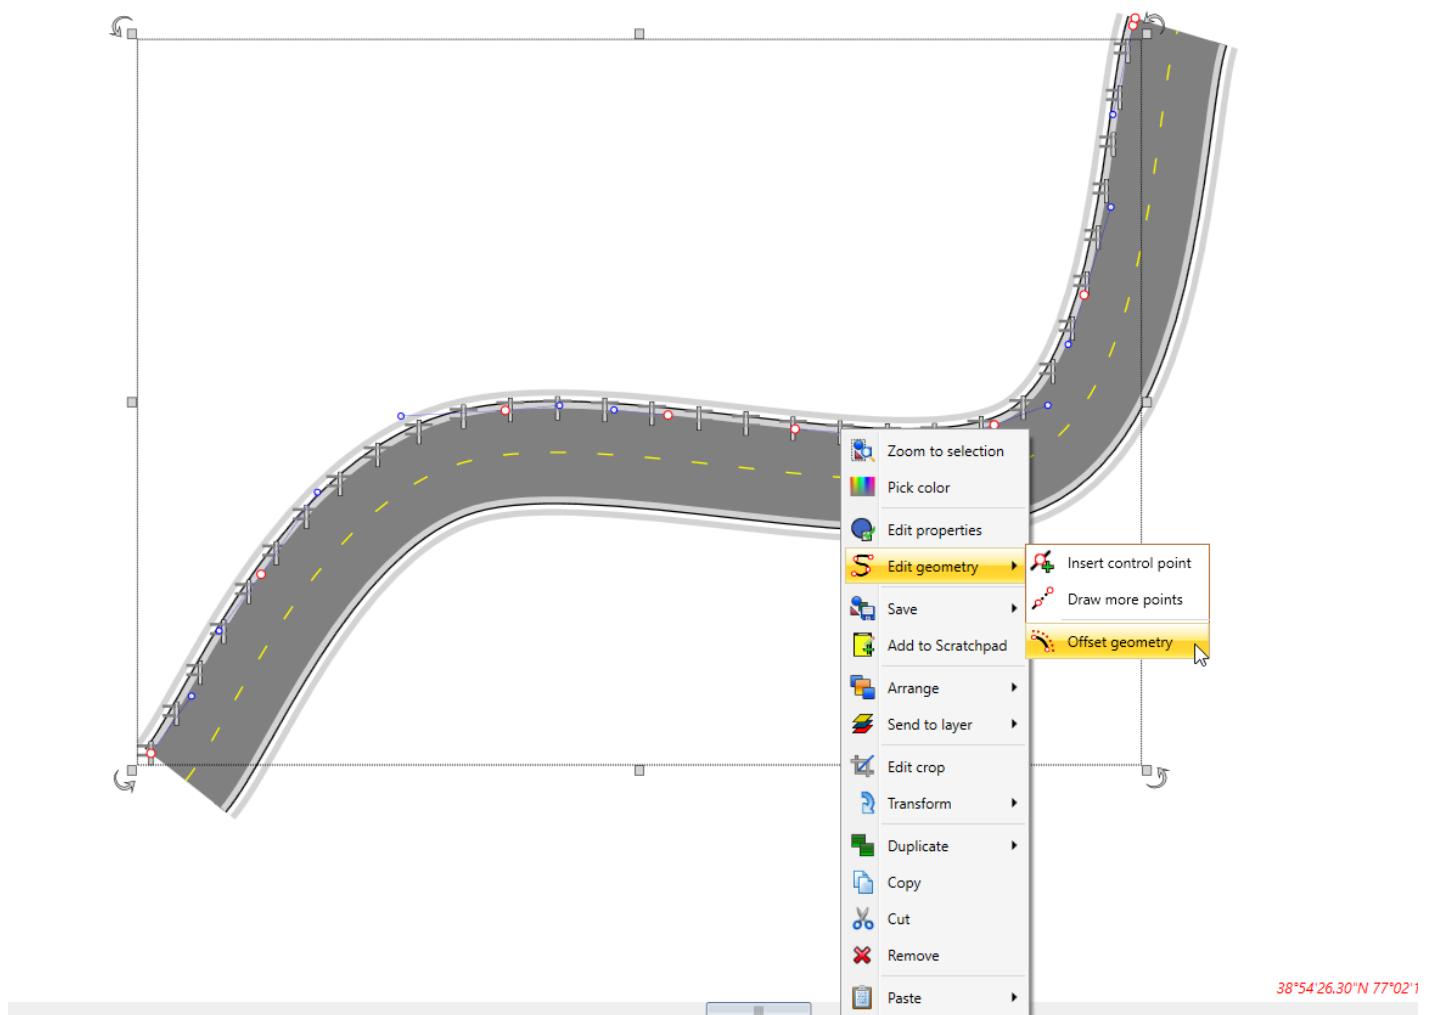 Zoom to selection
Pick color
Edit properties
Edit geometry
Insert control point
Draw more points
Save
Offset geometry
Add to Scratchpad
Arrange
Send to layer
Edit crop
Transform
Duplicate
Copy
Cut
Remove
38°54'26.30"N 77°02'1
Paste